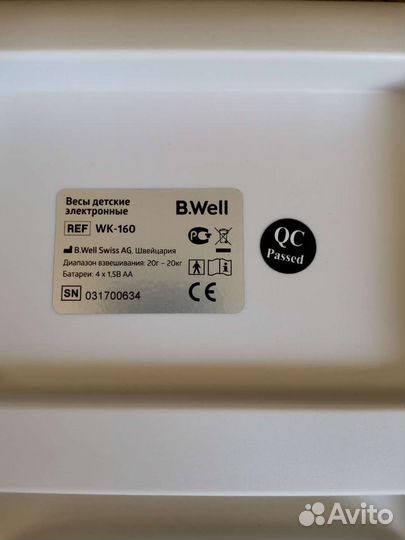 Весы детские
электронные
B.Well
REF WK-160
B.Well Swiss AG, Швейцария
Диапазон взвешивания: 20г – 20кг
Батареи: 4 x 1,5В AA
SN 031700634
CE
QC
Passed
Avito